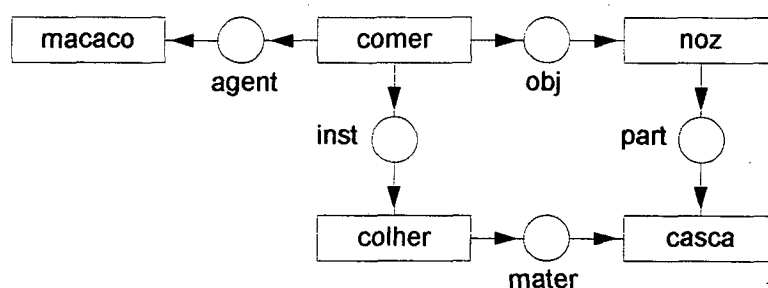 macaco comer noz
agent obj
inst part
colher casca
mater